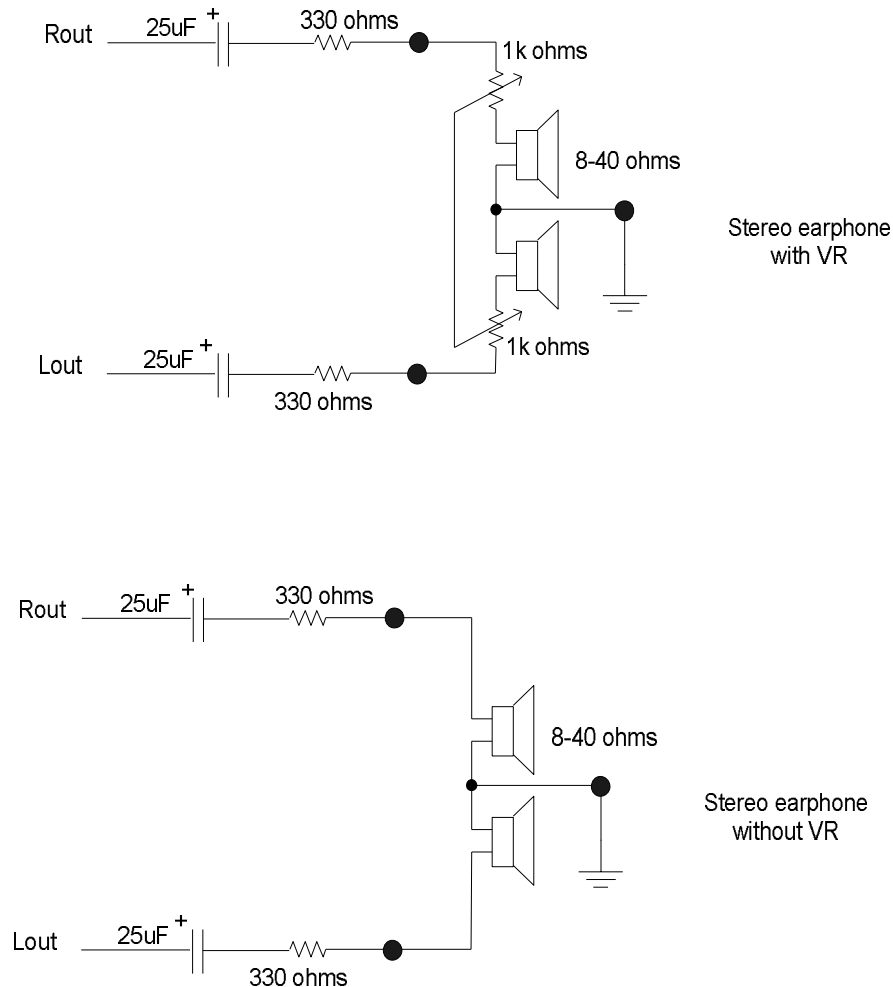 330 ohms
25uF +
Rout
1k ohms
8-40 ohms
Stereo earphone
with VR
1k ohms
25uF +
Lout
330 ohms
330 ohms
25uF +
Rout
8-40 ohms
Stereo earphone
without VR
25uF +
Lout
330 ohms